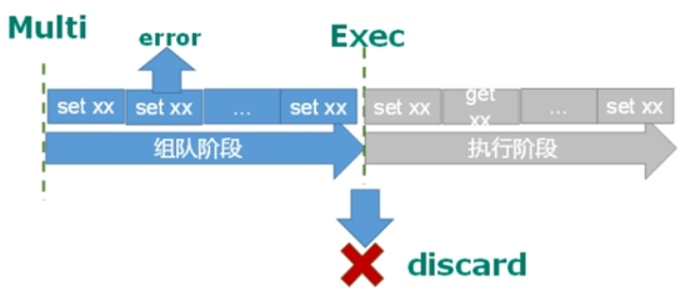 Multi
error
Exec
set xx
set xx
...
set xx
set xx
get
xx
...
set xx
组队阶段
执行阶段
discard